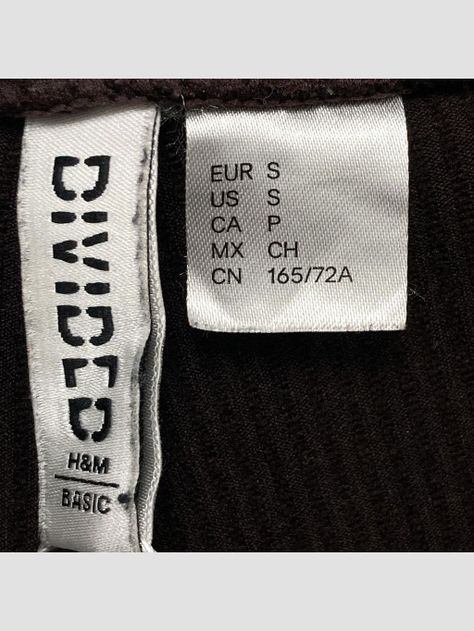 DIVIDED
H&M
BASIC
EUR S
US S
CA P
MX CH
CN 165/72A